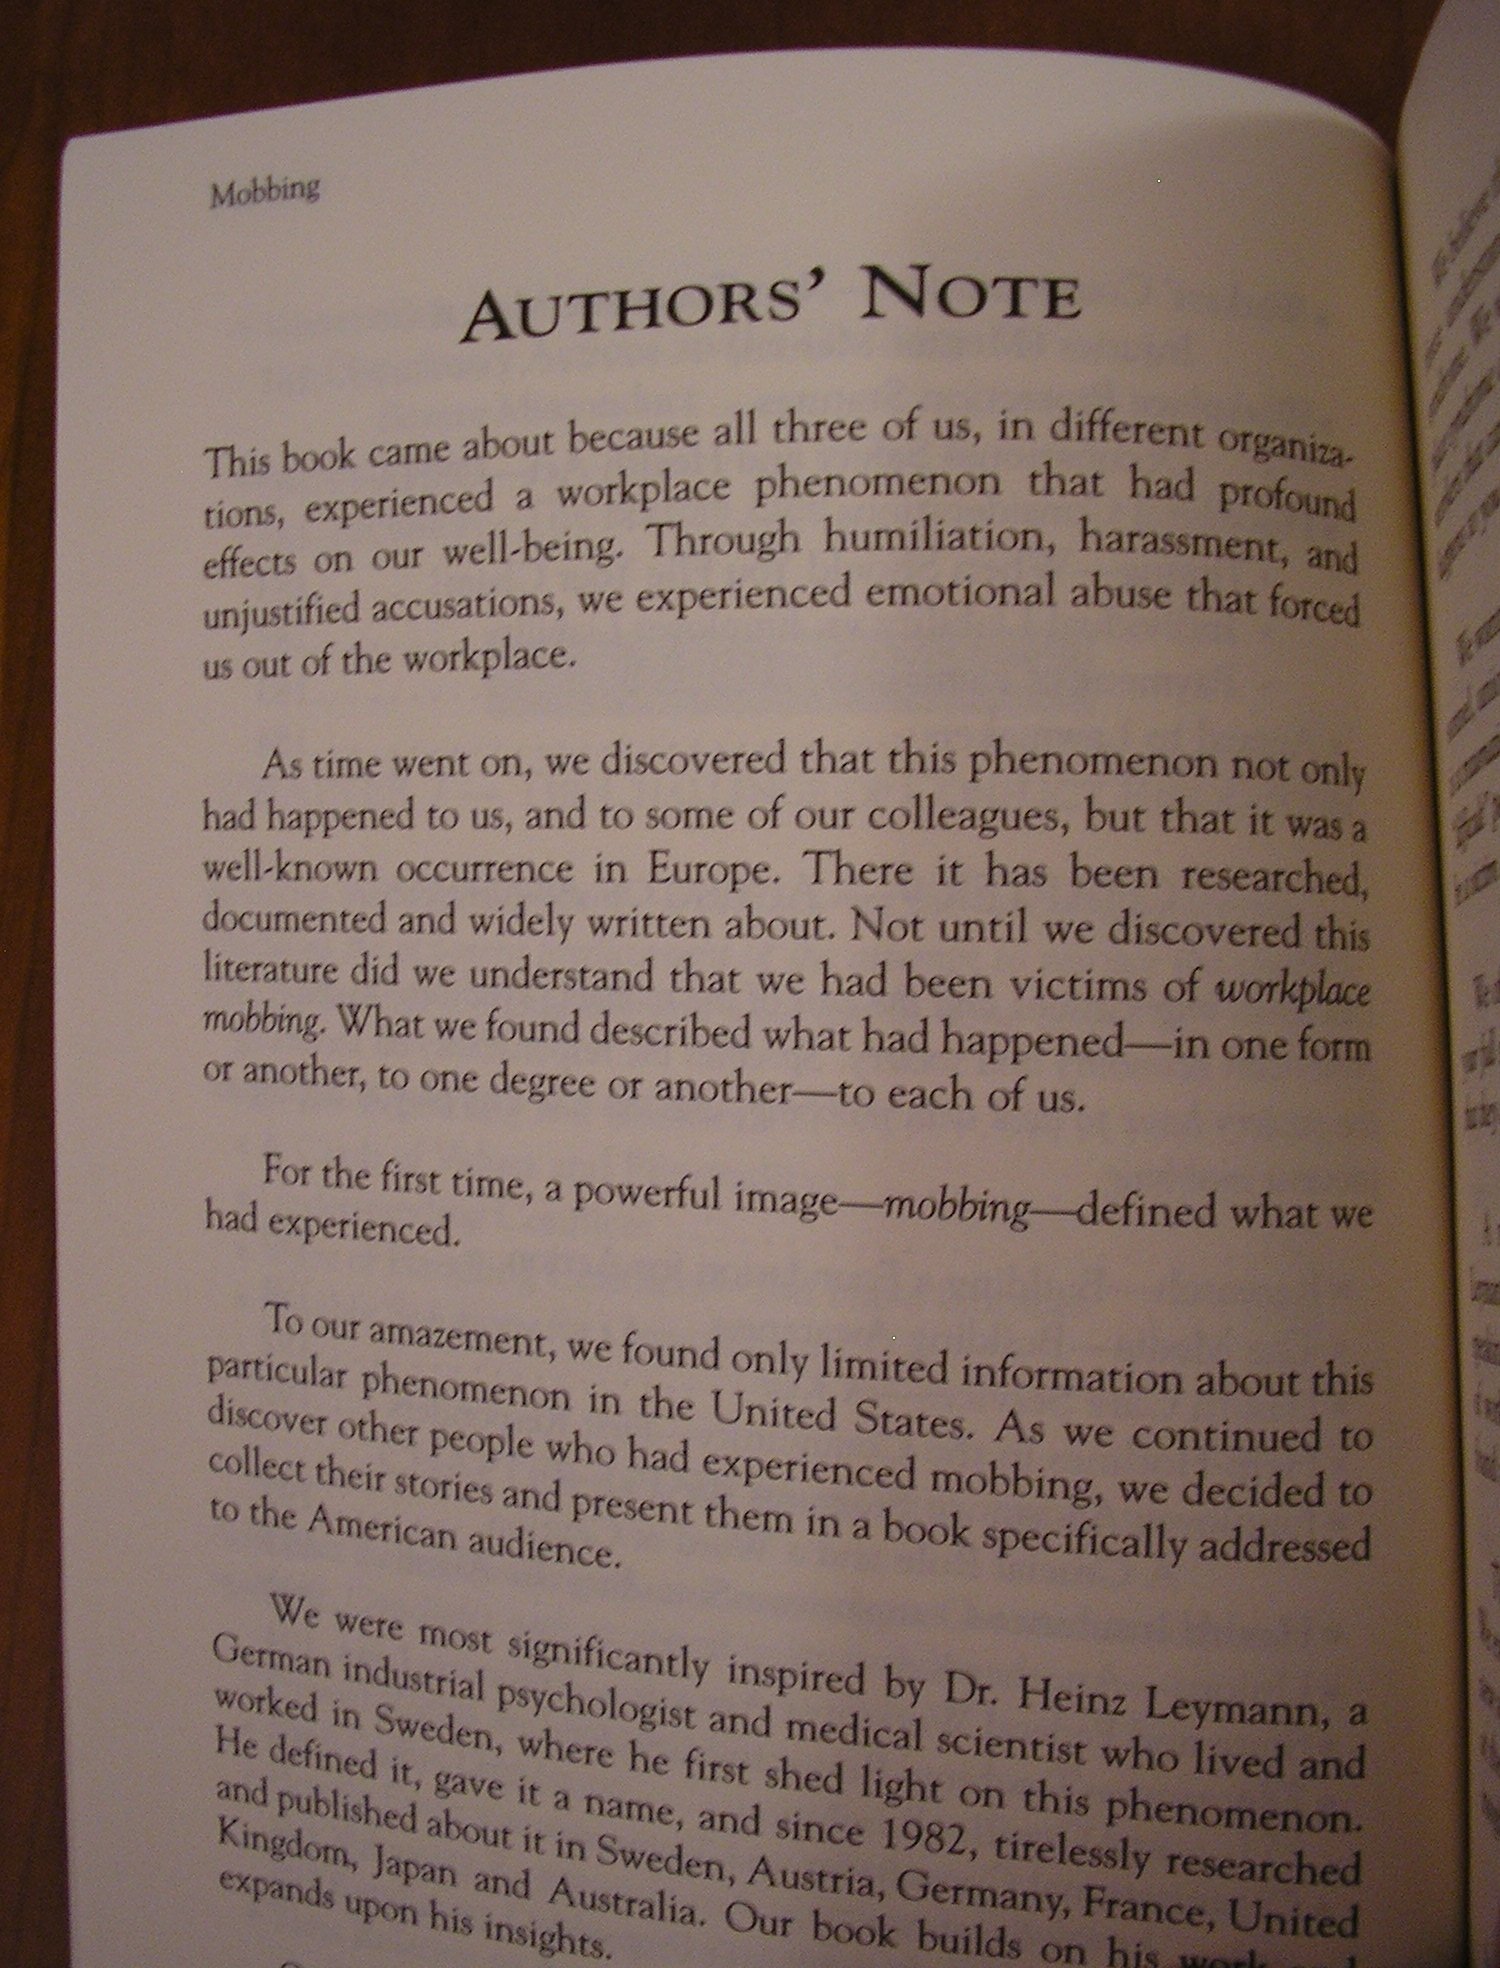 Mobbing
AUTHORS' NOTE
This book came about because all three of us, in different organiza-
tions, experienced a workplace phenomenon that had profound
effects on our well-being. Through humiliation, harassment, and
unjustified accusations, we experienced emotional abuse that forced
us out of the workplace.
As time went on, we discovered that this phenomenon not only
had happened to us, and to some of our colleagues, but that it was a
well-known occurrence in Europe. There it has been researched,
documented and widely written about. Not until we discovered this
literature did we understand that we had been victims of workplace
mobbing. What we found described what had happened—in one form
or another, to one degree or another—to each of us.
For the first time, a powerful image—mobbing—defined what we
had experienced.
To our amazement, we found only limited information about this
particular phenomenon in the United States. As we continued to
discover other people who had experienced mobbing, we decided to
collect their stories and present them in a book specifically addressed
to the American audience.
We were most significantly inspired by Dr. Heinz Leymann, a
German industrial psychologist and medical scientist who lived and
worked in Sweden, where he first shed light on this phenomenon.
He defined it, gave it a name, and since 1982, tirelessly researched
and published about it in Sweden, Austria, Germany, France, United
Kingdom, Japan and Australia. Our book builds on his work and
expands upon his insights.